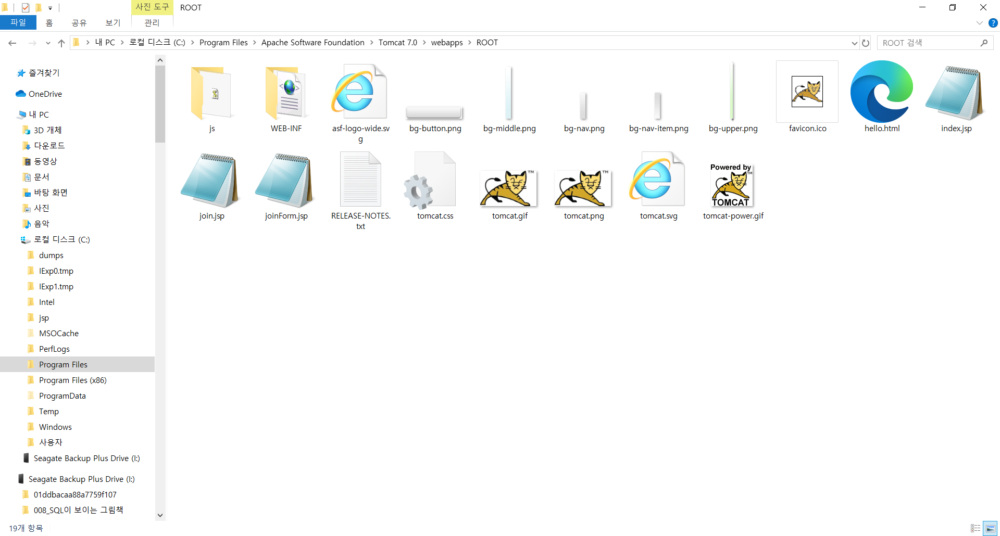 사진 도구
ROOT
파일
홈
공유
보기
관리
내 PC
로컬 디스크 (C:)
Program Files
Apache Software Foundation
Tomcat 7.0
webapps
ROOT
ROOT 검색
즐겨찾기
OneDrive
내 PC
3D 개체
다운로드
동영상
문서
바탕 화면
사진
음악
로컬 디스크 (C:)
dumps
IExp0.tmp
IExp1.tmp
Intel
jsp
MSOCache
PerfLogs
Program Files
Program Files (x86)
ProgramData
Temp
Windows
사용자
Seagate Backup Plus Drive (I:)
Seagate Backup Plus Drive (I:)
01ddbacaa88a7759f107
008_SQL이 보이는 그림책
js
WEB-INF
asf-logo-wide.sv
g
bg-button.png
bg-middle.png
bg-nav.png
bg-nav-item.png
bg-upper.png
favicon.ico
hello.html
index.jsp
join.jsp
joinForm.jsp
RELEASE-NOTES.
txt
tomcat.css
TM
tomcat.gif
TM
tomcat.png
tomcat.svg
Powered by
TM
TOMCAT
tomcat-power.gif
19개 항목